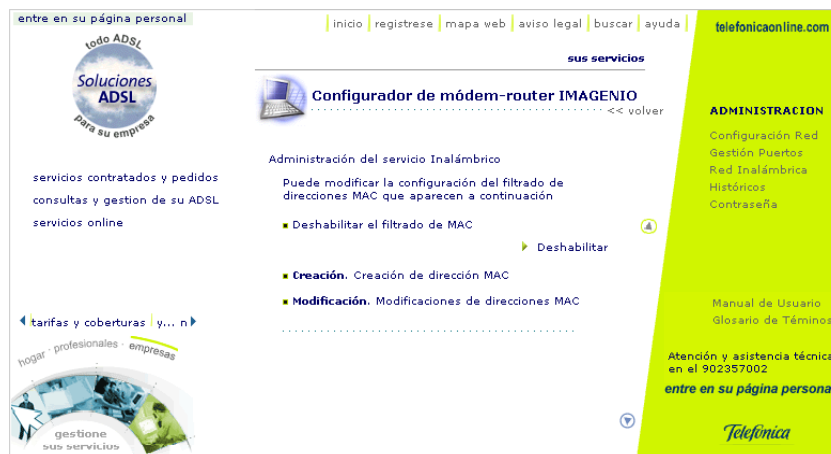 entre en su página personal
inicio registrese mapa web aviso legal buscar ayuda
telefonicaonline.com
todo ADSL
Soluciones
ADSL
Para su empresa
sus servicios
Configurador de módem-router IMAGENIO
<< volver
Administración del servicio Inalámbrico
Puede modificar la configuración del filtrado de
direcciones MAC que aparecen a continuación
Deshabilitar el filtrado de MAC
Deshabilitar
Creación. Creación de dirección MAC
Modificación. Modificaciones de direcciones MAC
servicios contratados y pedidos
consultas y gestion de su ADSL
servicios online
tarifas y coberturas y... n
hogar · profesionales · empresas
gestione
sus servicios
ADMINISTRACION
Configuración Red
Gestión Puertos
Red Inalámbrica
Históricos
Contraseña
Manual de Usuario
Glosario de Téminos
Atención y asistencia técnica
en el 902357002
entre en su página persona
Telefónica